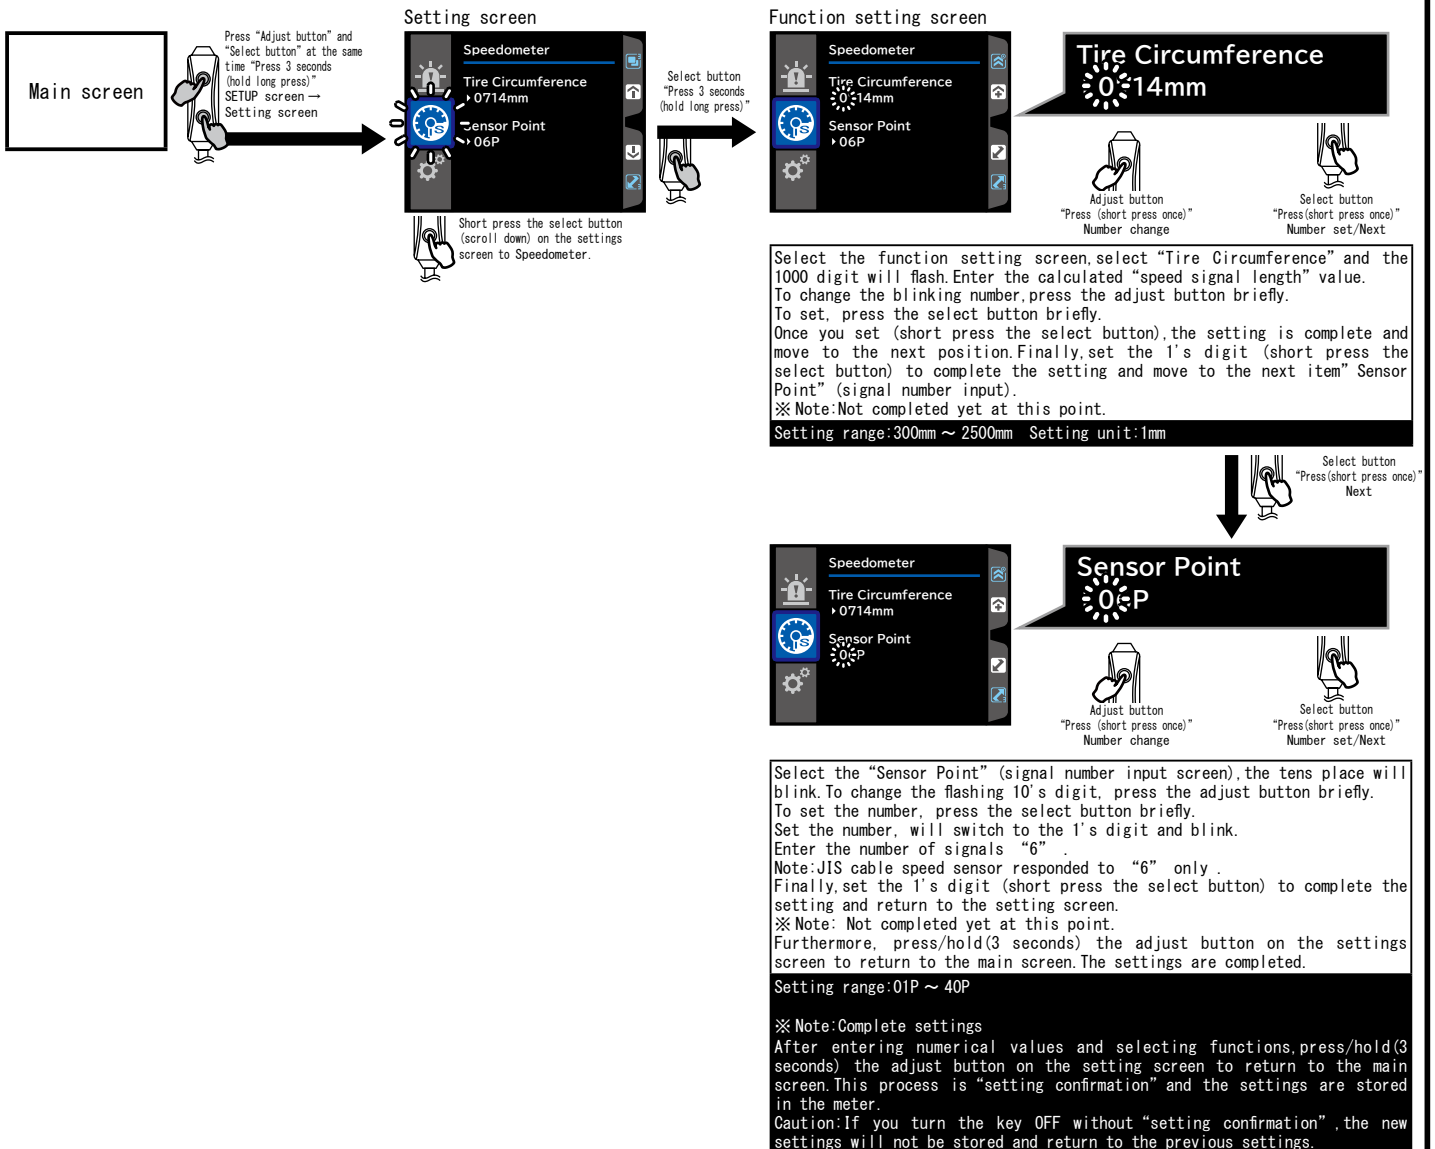 Main screen
Press “Adjust button” and
“Select button” at the same
time “Press 3 seconds
(hold long press)”
SETUP screen →
Setting screen
Setting screen
Speedometer
Tire Circumference
0714mm
Sensor Point
06P
Short press the select button
(scroll down) on the settings
screen to Speedometer.
Select button
“Press 3 seconds
(hold long press)”
Function setting screen
Speedometer
Tire Circumference
0714mm
Sensor Point
06P
Tire Circumference
0714mm
Adjust button
“Press (short press once)”
Number change
Select button
“Press(short press once)”
Number set/Next
Select the function setting screen,select “Tire Circumference” and the
1000 digit will flash.Enter the calculated “speed signal length” value.
To change the blinking number,press the adjust button briefly.
To set, press the select button briefly.
Once you set (short press the select button),the setting is complete and
move to the next position.Finally,set the 1's digit (short press the
select button) to complete the setting and move to the next item” Sensor
Point” (signal number input).
※Note:Not completed yet at this point.
Setting range:300mm ～ 2500mm Setting unit:1mm
Select button
“Press(short press once)”
Next
Speedometer
Tire Circumference
0714mm
Sensor Point
06P
Sensor Point
06P
Adjust button
“Press (short press once)”
Number change
Select button
“Press(short press once)”
Number set/Next
Select the “Sensor Point” (signal number input screen),the tens place will
blink.To change the flashing 10's digit, press the adjust button briefly.
To set the number, press the select button briefly.
Set the number, will switch to the 1's digit and blink.
Enter the number of signals “6” .
Note:JIS cable speed sensor responded to “6” only .
Finally,set the 1's digit (short press the select button) to complete the
setting and return to the setting screen.
※Note: Not completed yet at this point.
Furthermore, press/hold(3 seconds) the adjust button on the settings
screen to return to the main screen.The settings are completed.
Setting range:01P ～ 40P
※Note:Complete settings
After entering numerical values and selecting functions,press/hold(3
seconds) the adjust button on the setting screen to return to the main
screen.This process is “setting confirmation” and the settings are stored
in the meter.
Caution:If you turn the key OFF without “setting confirmation” ,the new
settings will not be stored and return to the previous settings.